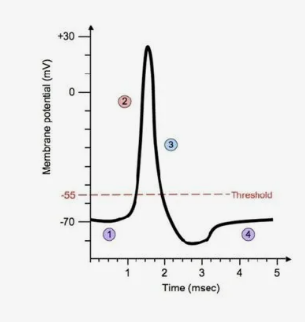 +30
Membrane potential (mV)
0
2
3
-55
Threshold
-70
1
4
1 2 3 4 5
Time (msec)